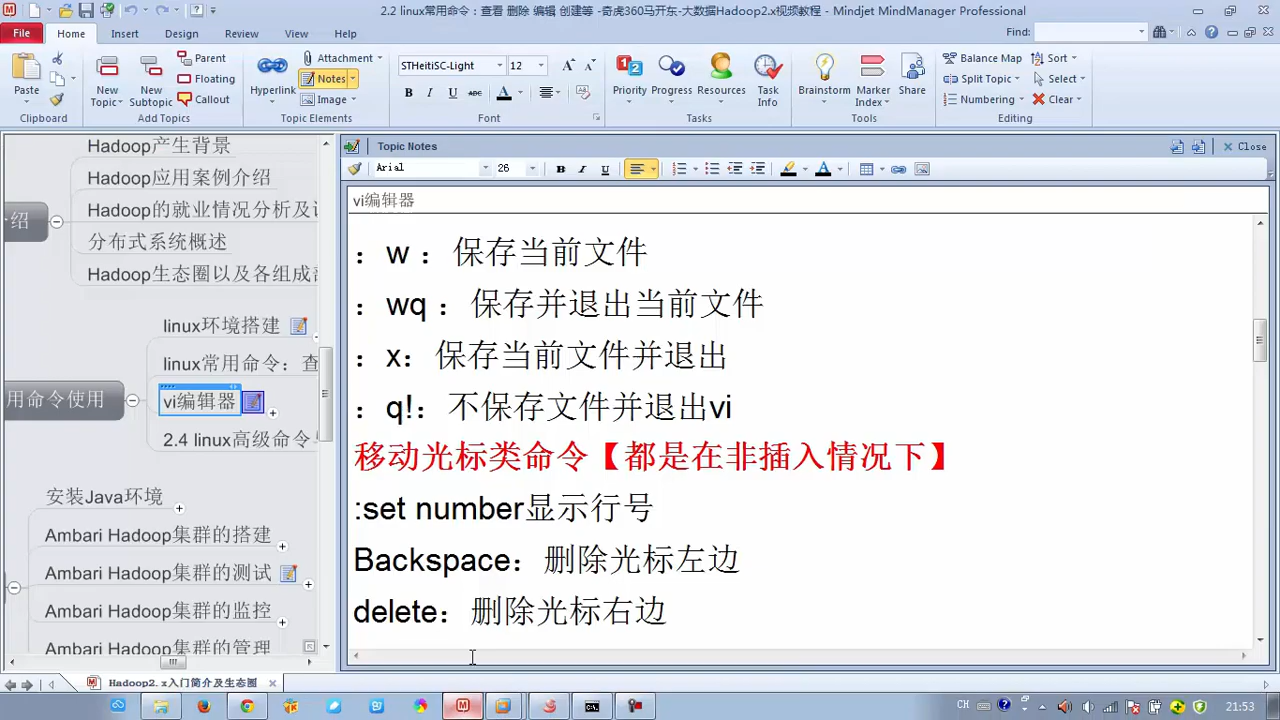 2.2 linux常用命令：查看 删除 编辑 创建等 -奇虎360马开东-大数据Hadoop2.x视频教程 - Mindjet MindManager Professional
File Home Insert Design Review View Help Find:
Paste Clipboard
New Topic New Subtopic Parent Floating Callout Add Topics
Hyperlink Attachment Notes Image Topic Elements
STHeitiSC-Light 12 B I U A Font
Priority Progress Resources Task Info Tasks
Brainstorm Marker Index Share Tools
Balance Map Split Topic Numbering Sort Select Clear Editing
Hadoop产生背景
Hadoop应用案例介绍
Hadoop的就业情况分析及
绍
分布式系统概述
Hadoop生态圈以及各组成部
linux环境搭建
linux常用命令：查
用命令使用
vi编辑器
2.4 linux高级命令
安装Java环境
Ambari Hadoop集群的搭建
Ambari Hadoop集群的测试
Ambari Hadoop集群的监控
Ambari Hadoop集群的管理
Topic Notes Close
Arial 26 B I U A
vi编辑器
：w ：保存当前文件
：wq ：保存并退出当前文件
：x：保存当前文件并退出
：q!：不保存文件并退出vi
移动光标类命令【都是在非插入情况下】
:set number显示行号
Backspace：删除光标左边
delete：删除光标右边
Hadoop2.x入门简介及生态圈
CH 21:53